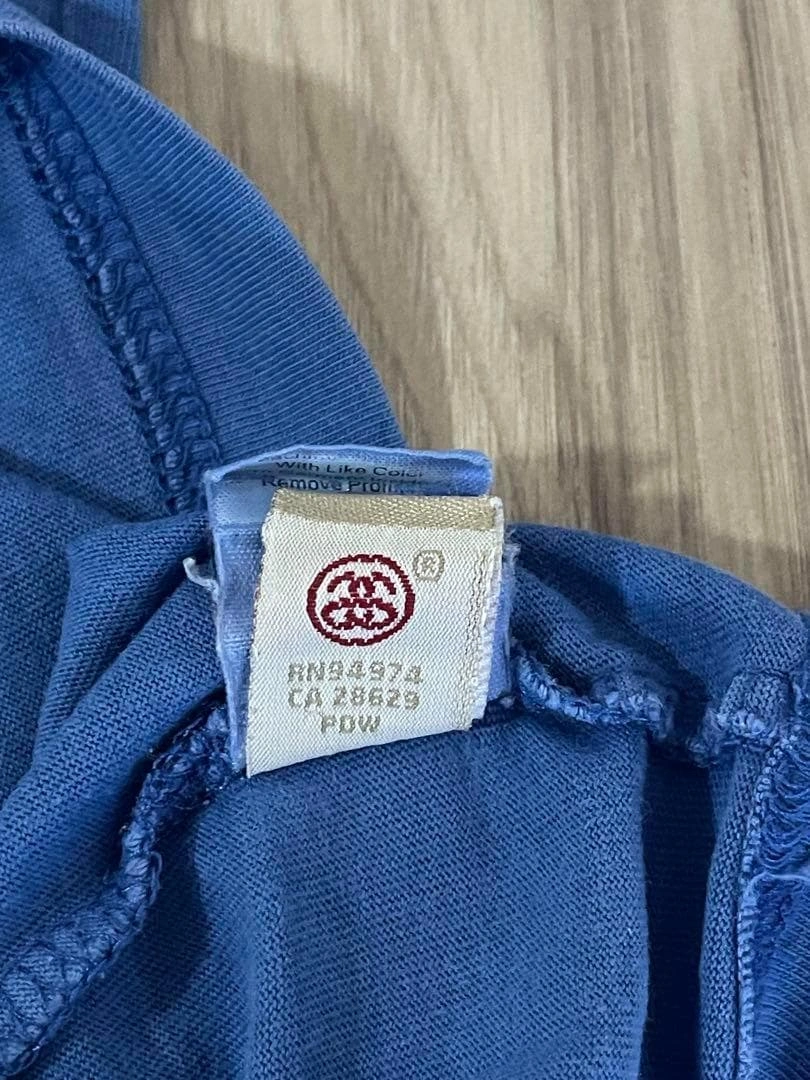 With Like Color
Remove Prom
®
RN94974
CA 28629
PDW